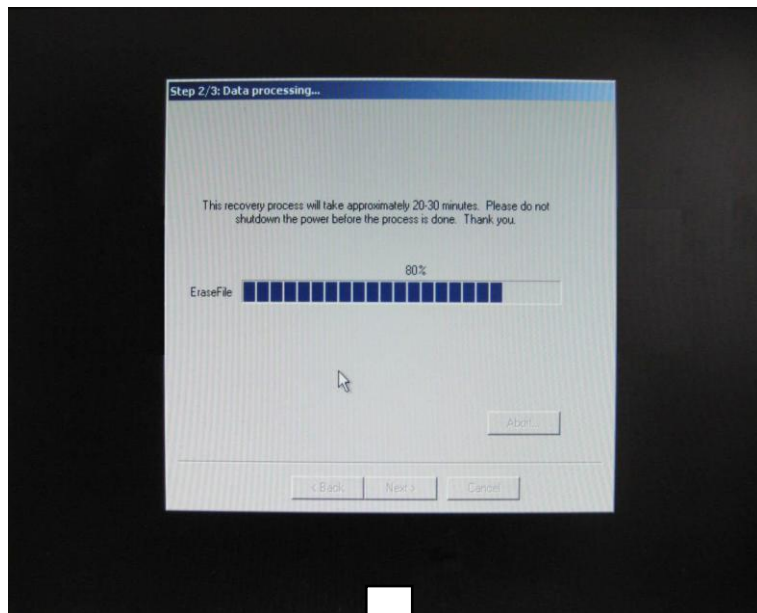 Step 2/3: Data processing...
This recovery process will take approximately 20-30 minutes. Please do not
shutdown the power before the process is done. Thank you.
80%
EraseFile
Abort...
< Back
Next >
Cancel